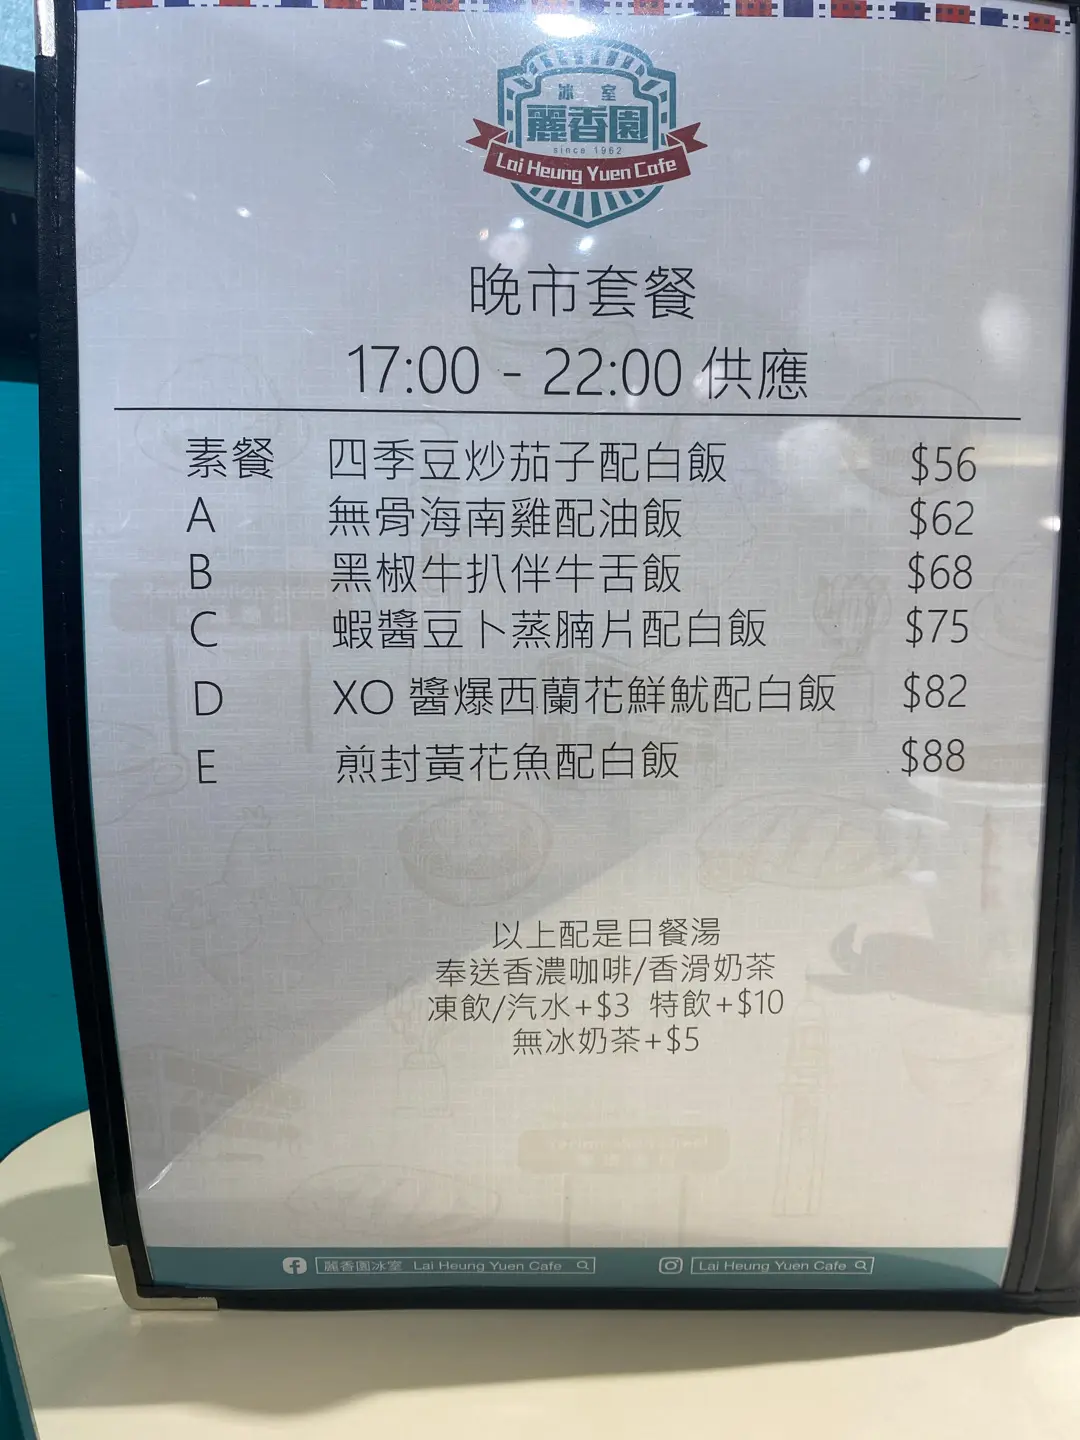 冰室
麗香園
since 1962
Lai Heung Yuen Cafe
晚市套餐
17:00 - 22:00 供應
素餐 四季豆炒茄子配白飯 $56
A 無骨海南雞配油飯 $62
B 黑椒牛扒伴牛舌飯 $68
C 蝦醬豆卜蒸腩片配白飯 $75
D XO 醬爆西蘭花鮮魷配白飯 $82
E 煎封黃花魚配白飯 $88
以上配是日餐湯
奉送香濃咖啡/香滑奶茶
凍飲/汽水+$3 特飲+$10
無冰奶茶+$5
麗香園冰室 Lai Heung Yuen Cafe
Lai Heung Yuen Cafe